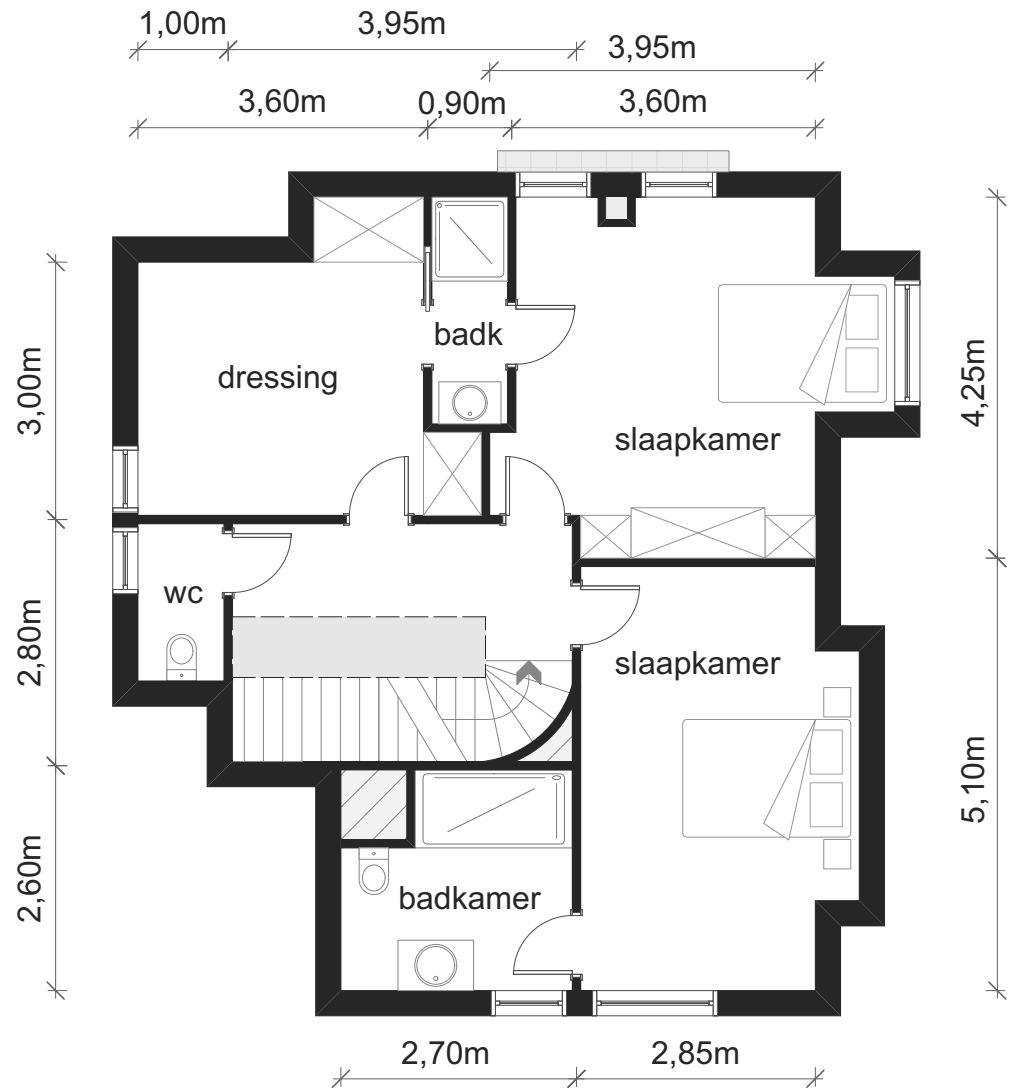 1,00m
3,95m
3,95m
3,60m
0,90m
3,60m
badk
dressing
3,00m
4,25m
slaapkamer
wc
2,80m
slaapkamer
5,10m
2,60m
badkamer
2,70m
2,85m